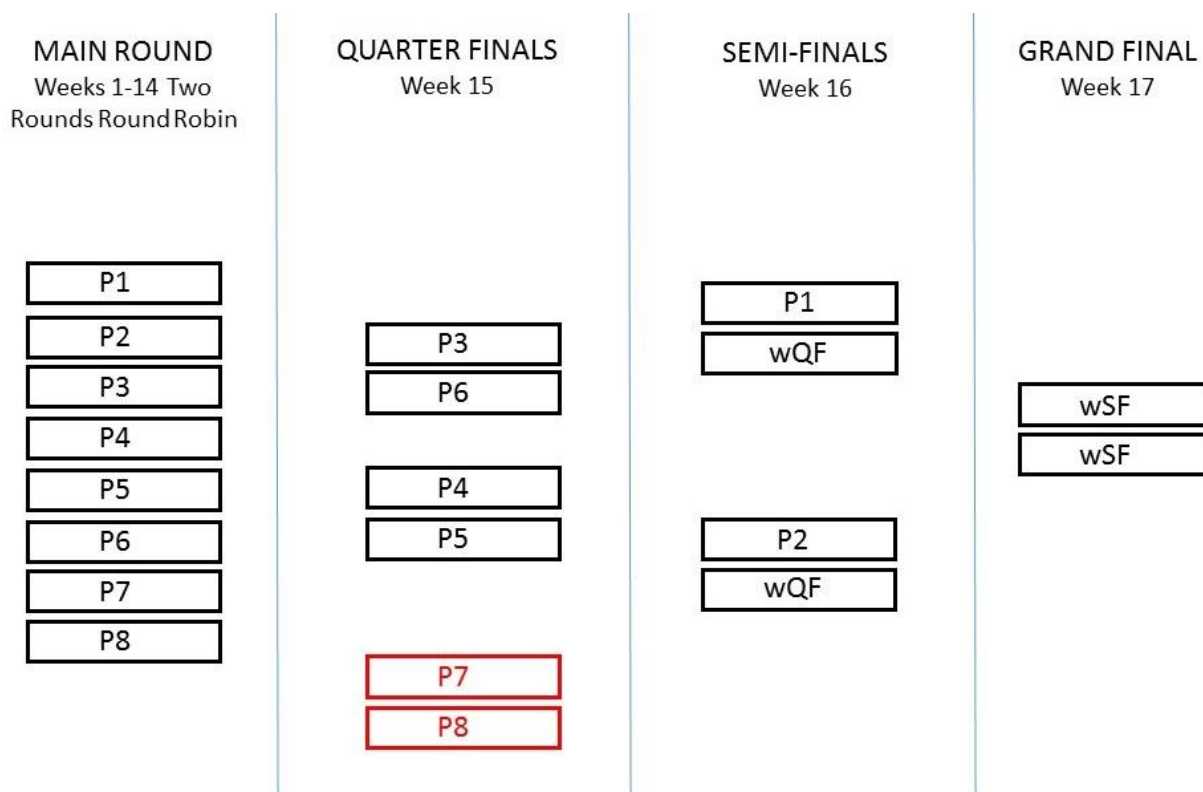 MAIN ROUND
Weeks 1-14 Two
Rounds Round Robin
P1
P2
P3
P4
P5
P6
P7
P8
QUARTER FINALS
Week 15
P3
P6
P4
P5
P7
P8
SEMI-FINALS
Week 16
P1
wQF
P2
wQF
GRAND FINAL
Week 17
wSF
wSF